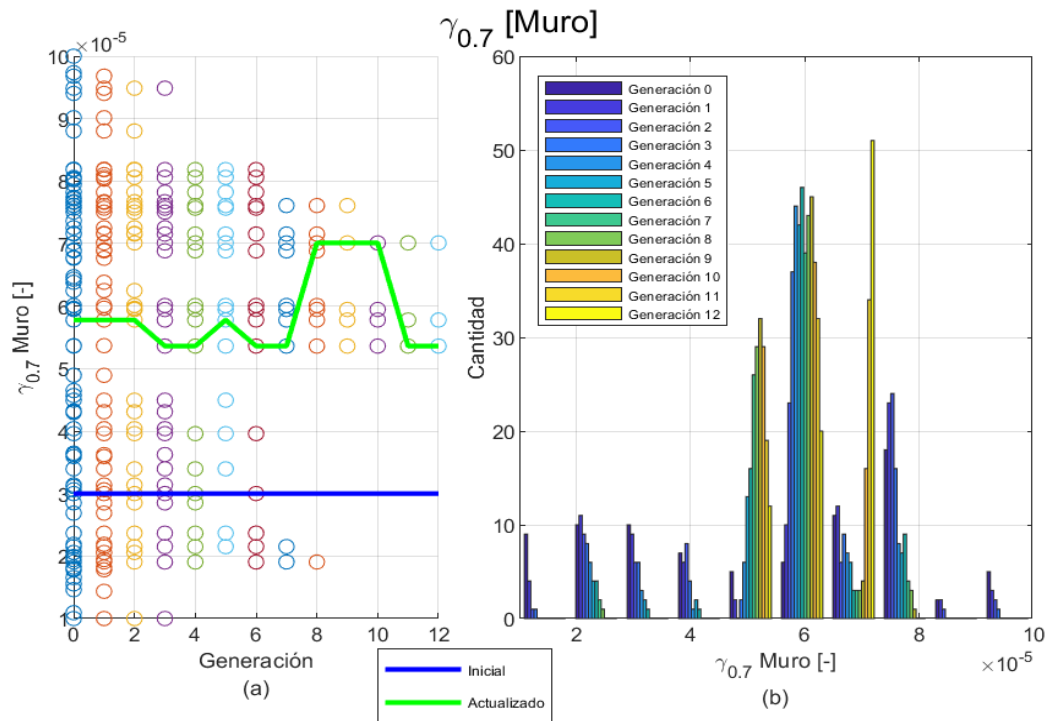 γ0.7 [Muro]
×10-5
10
9
8
7
6
5
4
3
2
1
γ0.7 Muro [-]
0 2 4 6 8 10 12
Generación
(a)
Inicial
Actualizado
60
50
40
30
20
10
0
Cantidad
Generación 0
Generación 1
Generación 2
Generación 3
Generación 4
Generación 5
Generación 6
Generación 7
Generación 8
Generación 9
Generación 10
Generación 11
Generación 12
2 4 6 8 10
γ0.7 Muro [-]
×10-5
(b)